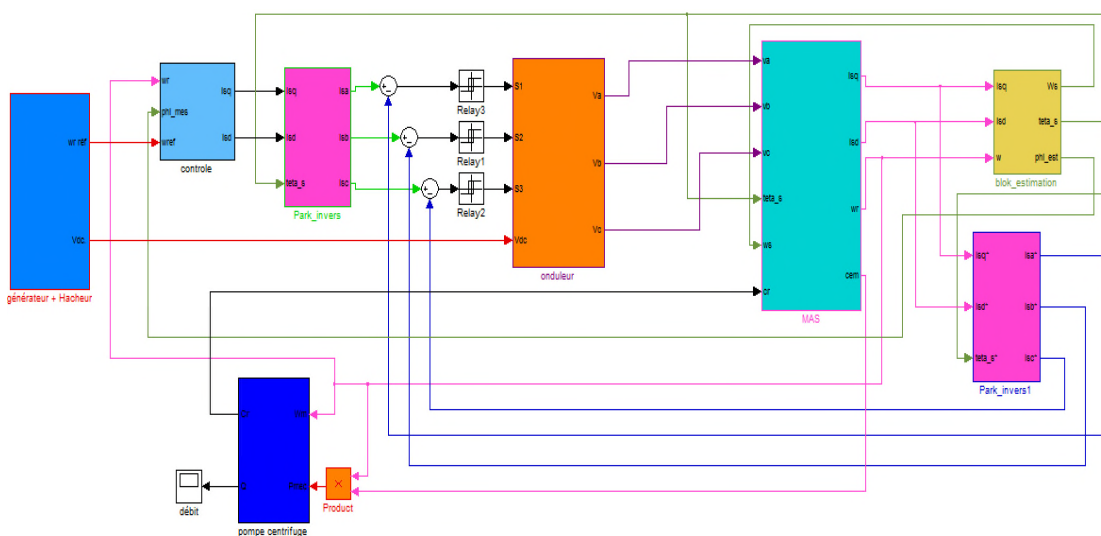 wr ref
Vdc
générateur + Hacheur
wr
phi_mes
wref
Isq
Isd
controle
Isq
Isd
teta_s
Isa
Isb
Isc
Park_invers
Relay3
Relay1
Relay2
S1
S2
S3
Vdc
Va
Vb
Vc
onduleur
va
vb
vc
teta_s
ws
cr
Isq
Isd
wr
cem
MAS
Isq
Isd
w
Ws
teta_s
phi_est
blok_estimation
Isq*
Isd*
teta_s*
Isa*
Isb*
Isc*
Park_invers1
Cr
Q
Pmec
pompe centrifuge
débit
Product